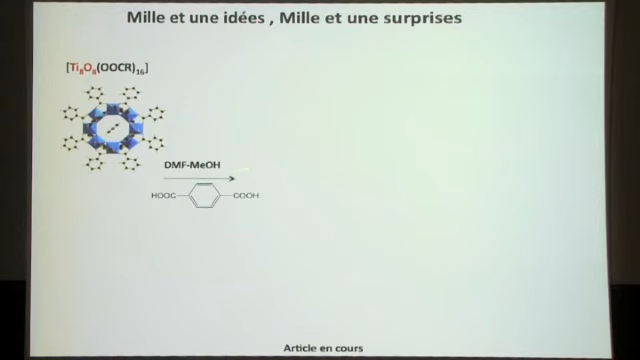 Mille et une idées , Mille et une surprises
[Ti8O8(OOCR)16]
DMF-MeOH
HOOC
COOH
Article en cours